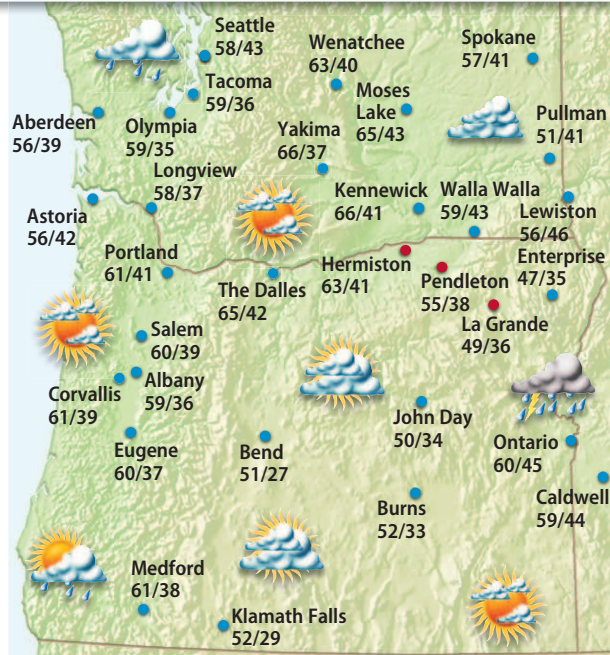 Seattle
58/43
Wenatchee
63/40
Spokane
57/41
Tacoma
59/36
Moses
Lake
65/43
Pullman
51/41
Aberdeen
56/39
Olympia
59/35
Yakima
66/37
Longview
58/37
Kennewick
66/41
Walla Walla
59/43
Lewiston
56/46
Astoria
56/42
Portland
61/41
The Dalles
65/42
Hermiston
63/41
Pendleton
55/38
Enterprise
47/35
La Grande
49/36
Salem
60/39
Corvallis
61/39
Albany
59/36
John Day
50/34
Eugene
60/37
Bend
51/27
Ontario
60/45
Caldwell
59/44
Burns
52/33
Medford
61/38
Klamath Falls
52/29